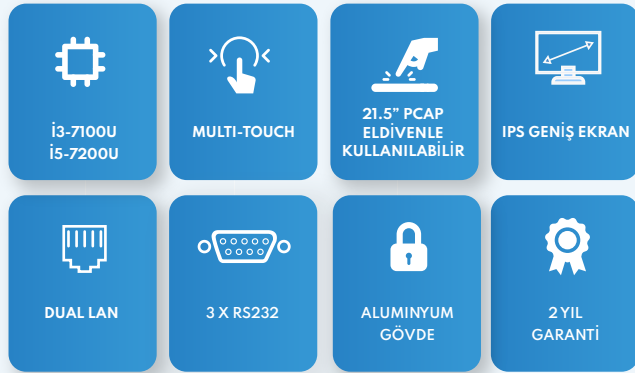 İ3-7100U
İ5-7200U
MULTI-TOUCH
21.5” PCAP
ELDİVENLE
KULLANILABİLİR
IPS GENİŞ EKRAN
DUAL LAN
3 X RS232
ALUMINYUM
GÖVDE
2 YIL
GARANTİ